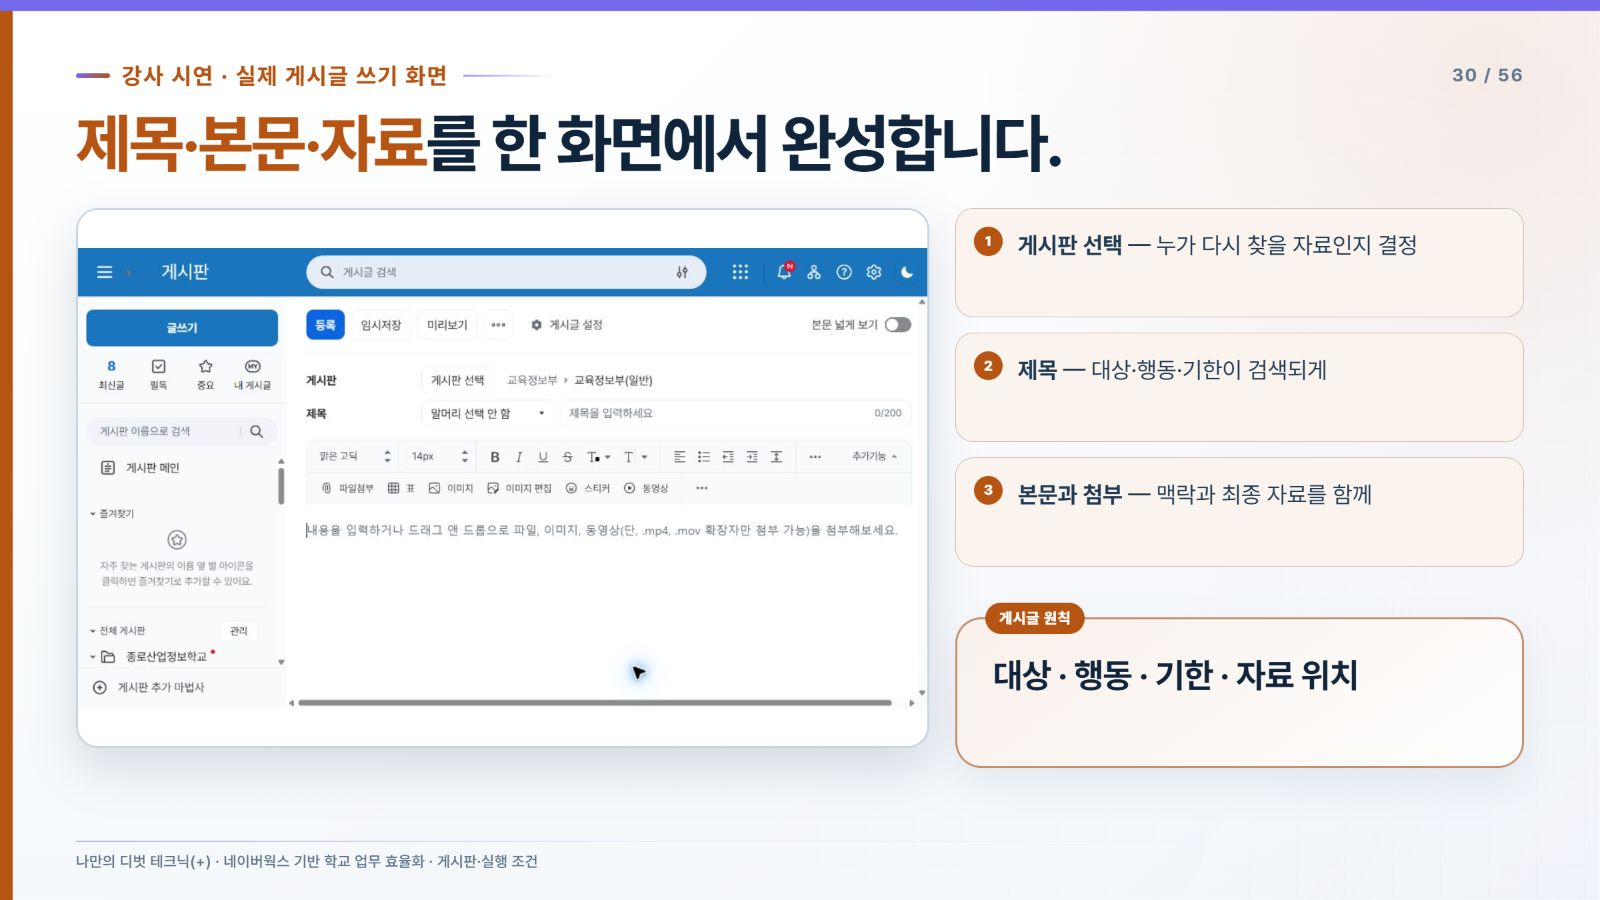 강사 시연 · 실제 게시글 쓰기 화면
30 / 56
제목·본문·자료를 한 화면에서 완성합니다.
게시판
게시글 검색
N
글쓰기
8
최신글
필독
중요
MY
내 게시글
게시판 이름으로 검색
게시판 메인
즐겨찾기
자주 찾는 게시판의 이름 옆 별 아이콘을
클릭하면 즐겨찾기로 추가할 수 있어요.
전체 게시판
관리
종로산업정보학교
게시판 추가 마법사
등록
임시저장
미리보기
게시글 설정
본문 넓게 보기
게시판
게시판 선택
교육정보부 › 교육정보부(일반)
제목
말머리 선택 안 함
제목을 입력하세요
0/200
맑은 고딕
14px
B I U S T T
추가기능
파일첨부
표
이미지
이미지 편집
스티커
동영상
내용을 입력하거나 드래그 앤 드롭으로 파일, 이미지, 동영상(단, .mp4, .mov 확장자만 첨부 가능)을 첨부해보세요.
1 게시판 선택 — 누가 다시 찾을 자료인지 결정
2 제목 — 대상·행동·기한이 검색되게
3 본문과 첨부 — 맥락과 최종 자료를 함께
게시글 원칙
대상 · 행동 · 기한 · 자료 위치
나만의 디벗 테크닉(+) · 네이버웍스 기반 학교 업무 효율화 · 게시판·실행 조건